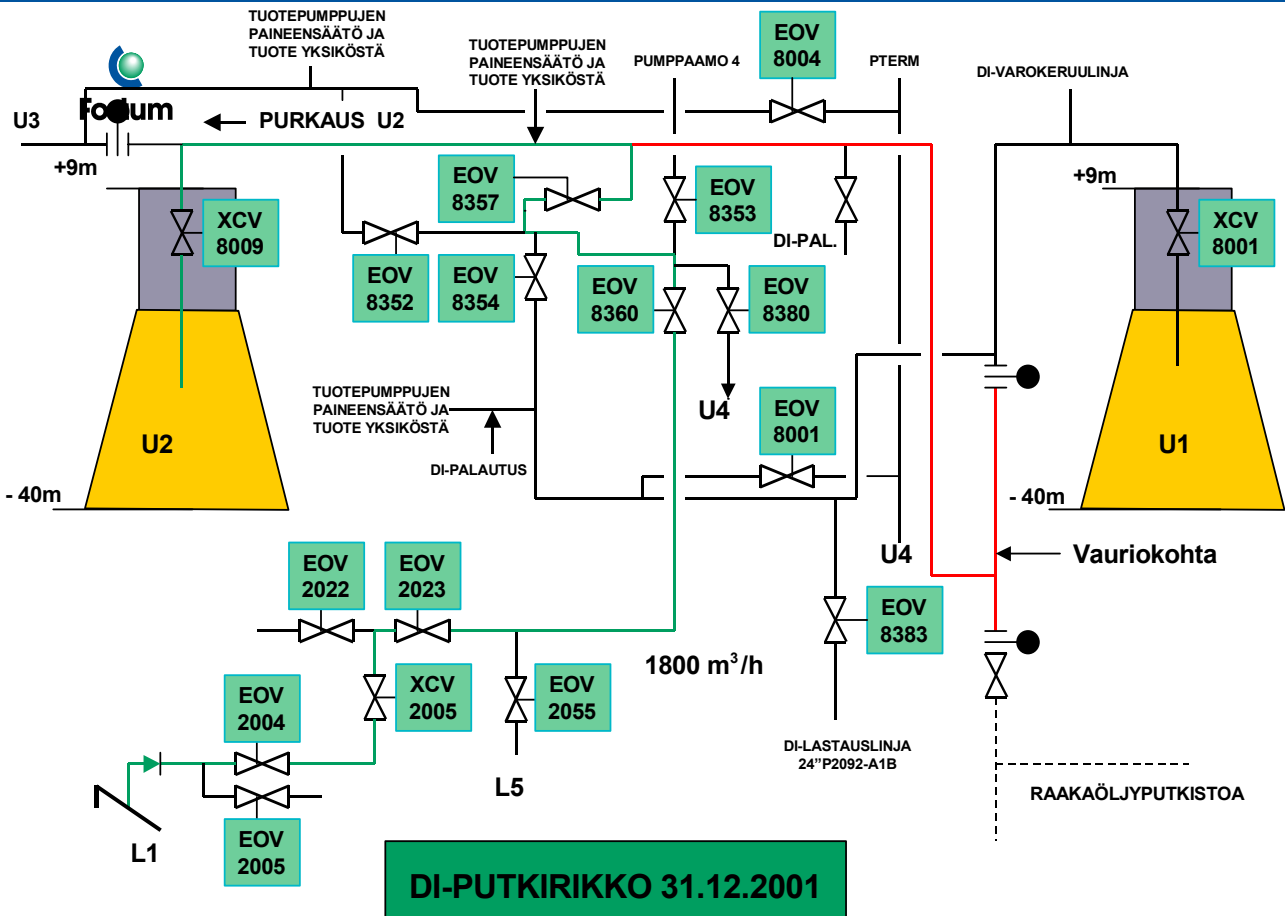 TUOTEPUMPPUJEN
PAINEENSÄÄTÖ JA
TUOTE YKSIKÖSTÄ
TUOTEPUMPPUJEN
PAINEENSÄÄTÖ JA
TUOTE YKSIKÖSTÄ
PUMPPAAMO 4
EOV
8004
PTERM
DI-VAROKERUULINJA
Fortum
U3
PURKAUS U2
+9m
+9m
EOV
8357
EOV
8353
XCV
8009
XCV
8001
DI-PAL.
EOV
8352
EOV
8354
EOV
8360
EOV
8380
TUOTEPUMPPUJEN
PAINEENSÄÄTÖ JA
TUOTE YKSIKÖSTÄ
U4
EOV
8001
U2
U1
DI-PALAUTUS
- 40m
- 40m
U4
Vauriokohta
EOV
2022
EOV
2023
EOV
8383
1800 m³/h
EOV
2004
XCV
2005
EOV
2055
DI-LASTAUSLINJA
24”P2092-A1B
L5
RAAKAÖLJYPUTKISTOA
L1
EOV
2005
DI-PUTKIRIKKO 31.12.2001